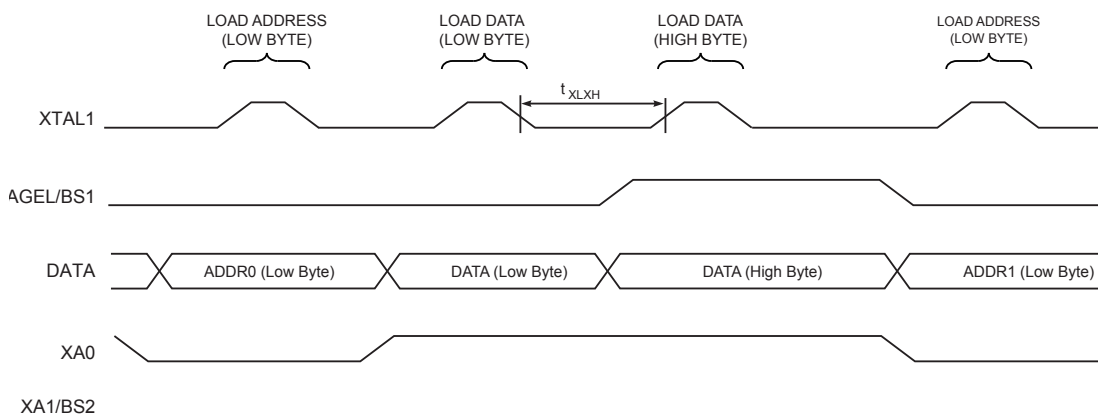 LOAD ADDRESS
(LOW BYTE)
LOAD DATA
(LOW BYTE)
LOAD DATA
(HIGH BYTE)
LOAD ADDRESS
(LOW BYTE)
t XLXH
XTAL1
AGEL/BS1
DATA
ADDR0 (Low Byte)
DATA (Low Byte)
DATA (High Byte)
ADDR1 (Low Byte)
XA0
XA1/BS2